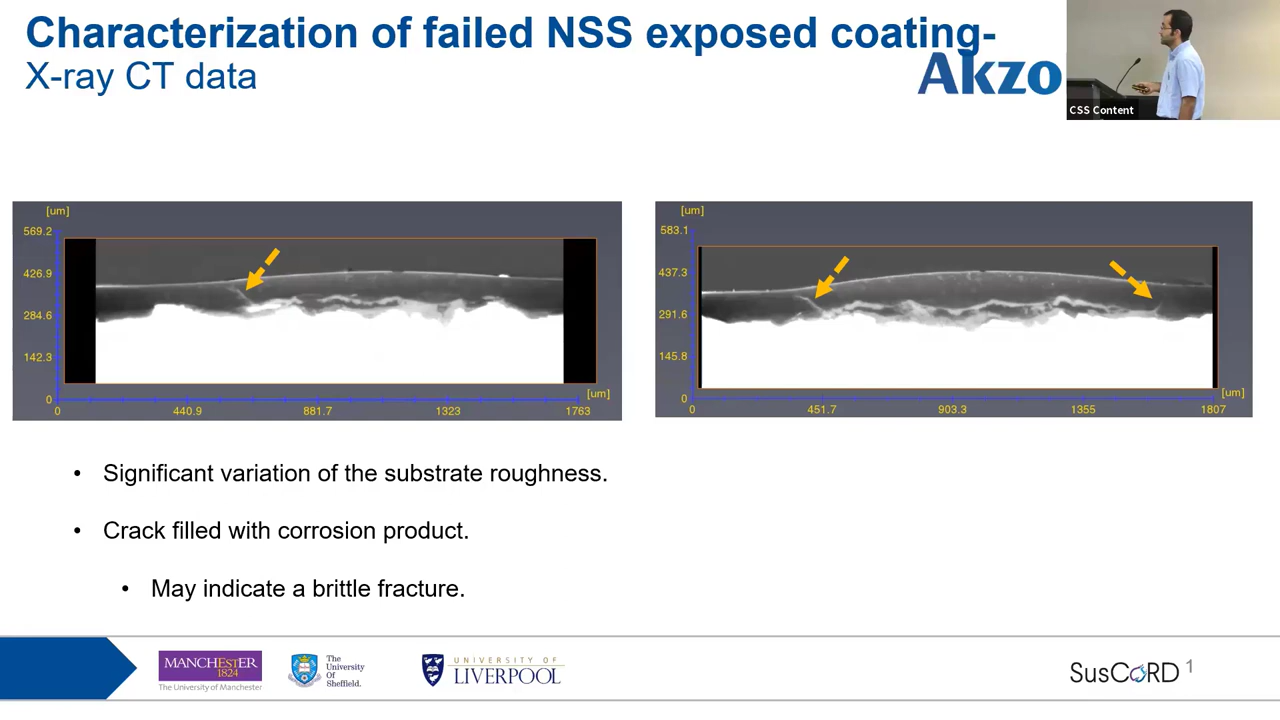 Characterization of failed NSS exposed coating-
X-ray CT data
Akzo
CSS Content
[um]
569.2
426.9
284.6
142.3
0
0
440.9
881.7
1323
1763
[um]
[um]
583.1
437.3
291.6
145.8
0
0
451.7
903.3
1355
1807
[um]
• Significant variation of the substrate roughness.
• Crack filled with corrosion product.
• May indicate a brittle fracture.
MANCHESTER
1824
The University of Manchester
The
University
Of
Sheffield.
UNIVERSITY OF
LIVERPOOL
SusCoRD
1